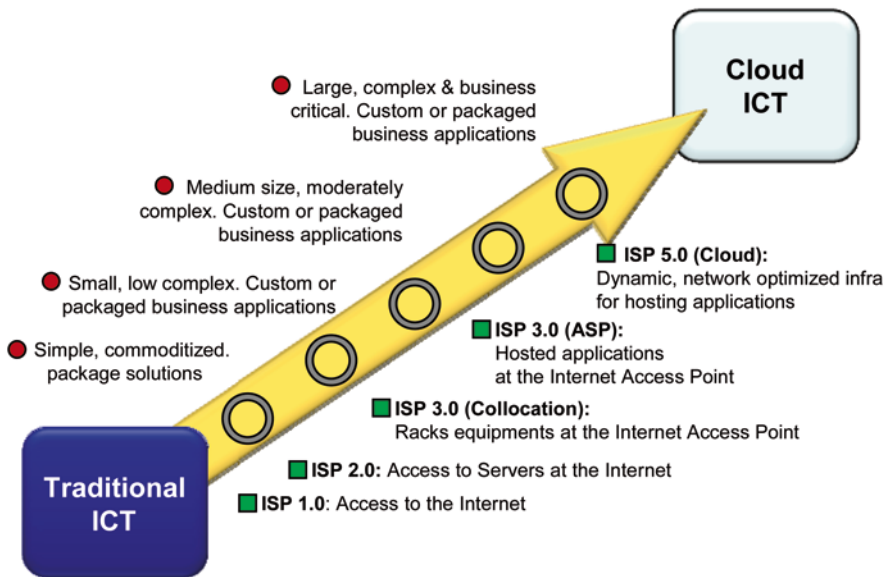 Cloud
ICT
Large, complex & business
critical. Custom or packaged
business applications
Medium size, moderately
complex. Custom or packaged
business applications
Small, low complex. Custom or
packaged business applications
Simple, commoditized.
package solutions
ISP 5.0 (Cloud):
Dynamic, network optimized infra
for hosting applications
ISP 3.0 (ASP):
Hosted applications
at the Internet Access Point
ISP 3.0 (Collocation):
Racks equipments at the Internet Access Point
ISP 2.0: Access to Servers at the Internet
ISP 1.0: Access to the Internet
Traditional
ICT